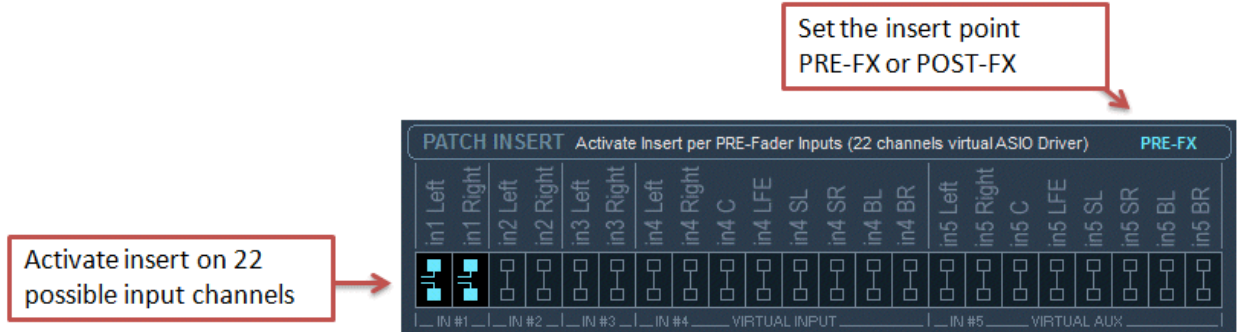 Set the insert point
PRE-FX or POST-FX
PATCH INSERT Activate Insert per PRE-Fader Inputs (22 channels virtual ASIO Driver) PRE-FX
in1 Left
in1 Right
in2 Left
in2 Right
in3 Left
in3 Right
in4 Left
in4 Right
in4 C
in4 LFE
in4 SL
in4 SR
in4 BL
in4 BR
in5 Left
in5 Right
in5 C
in5 LFE
in5 SL
in5 SR
in5 BL
in5 BR
Activate insert on 22
possible input channels
IN #1 IN #2 IN #3 IN #4 VIRTUAL INPUT IN #5 VIRTUAL AUX